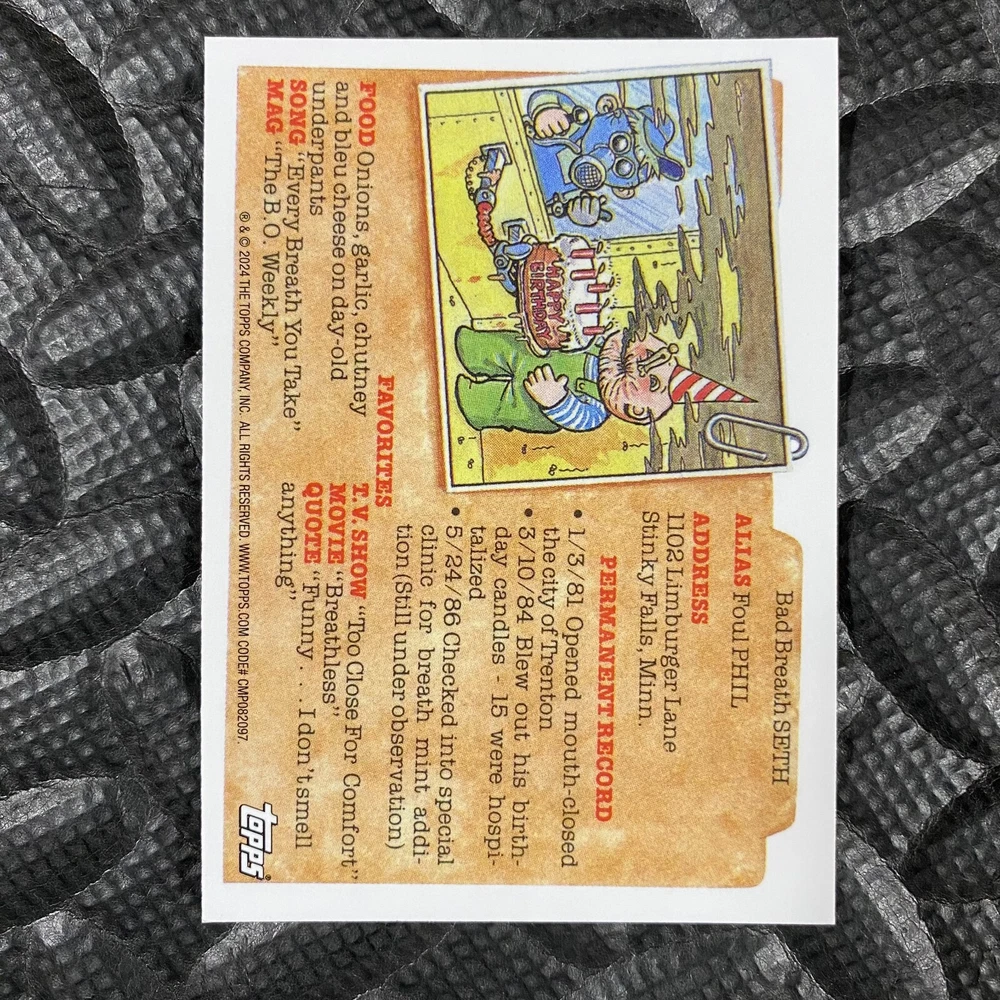 Bad Breath SETH
ALIAS Foul PHIL
ADDRESS
1102 Limburger Lane
Stinky Falls, Minn.
PERMANENT RECORD
• 1/3/81 Opened mouth-closed
the city of Trenton
• 3/10/84 Blew out his birth-
day candles - 15 were hospi-
talized
• 5/24/86 Checked into special
clinic for breath mint addi-
tion (Still under observation)
HAPPY
BIRTHDAY
FAVORITES
FOOD Onions, garlic, chutney
and bleu cheese on day-old
underpants
SONG "Every Breath You Take"
MAG "The B.O. Weekly"
T.V. SHOW "Too Close For Comfort"
MOVIE "Breathless"
QUOTE "Funny . . . I don't smell
anything"
® & © 2024 THE TOPPS COMPANY, INC. ALL RIGHTS RESERVED. WWW.TOPPS.COM CODE# CMP082097.
topps®